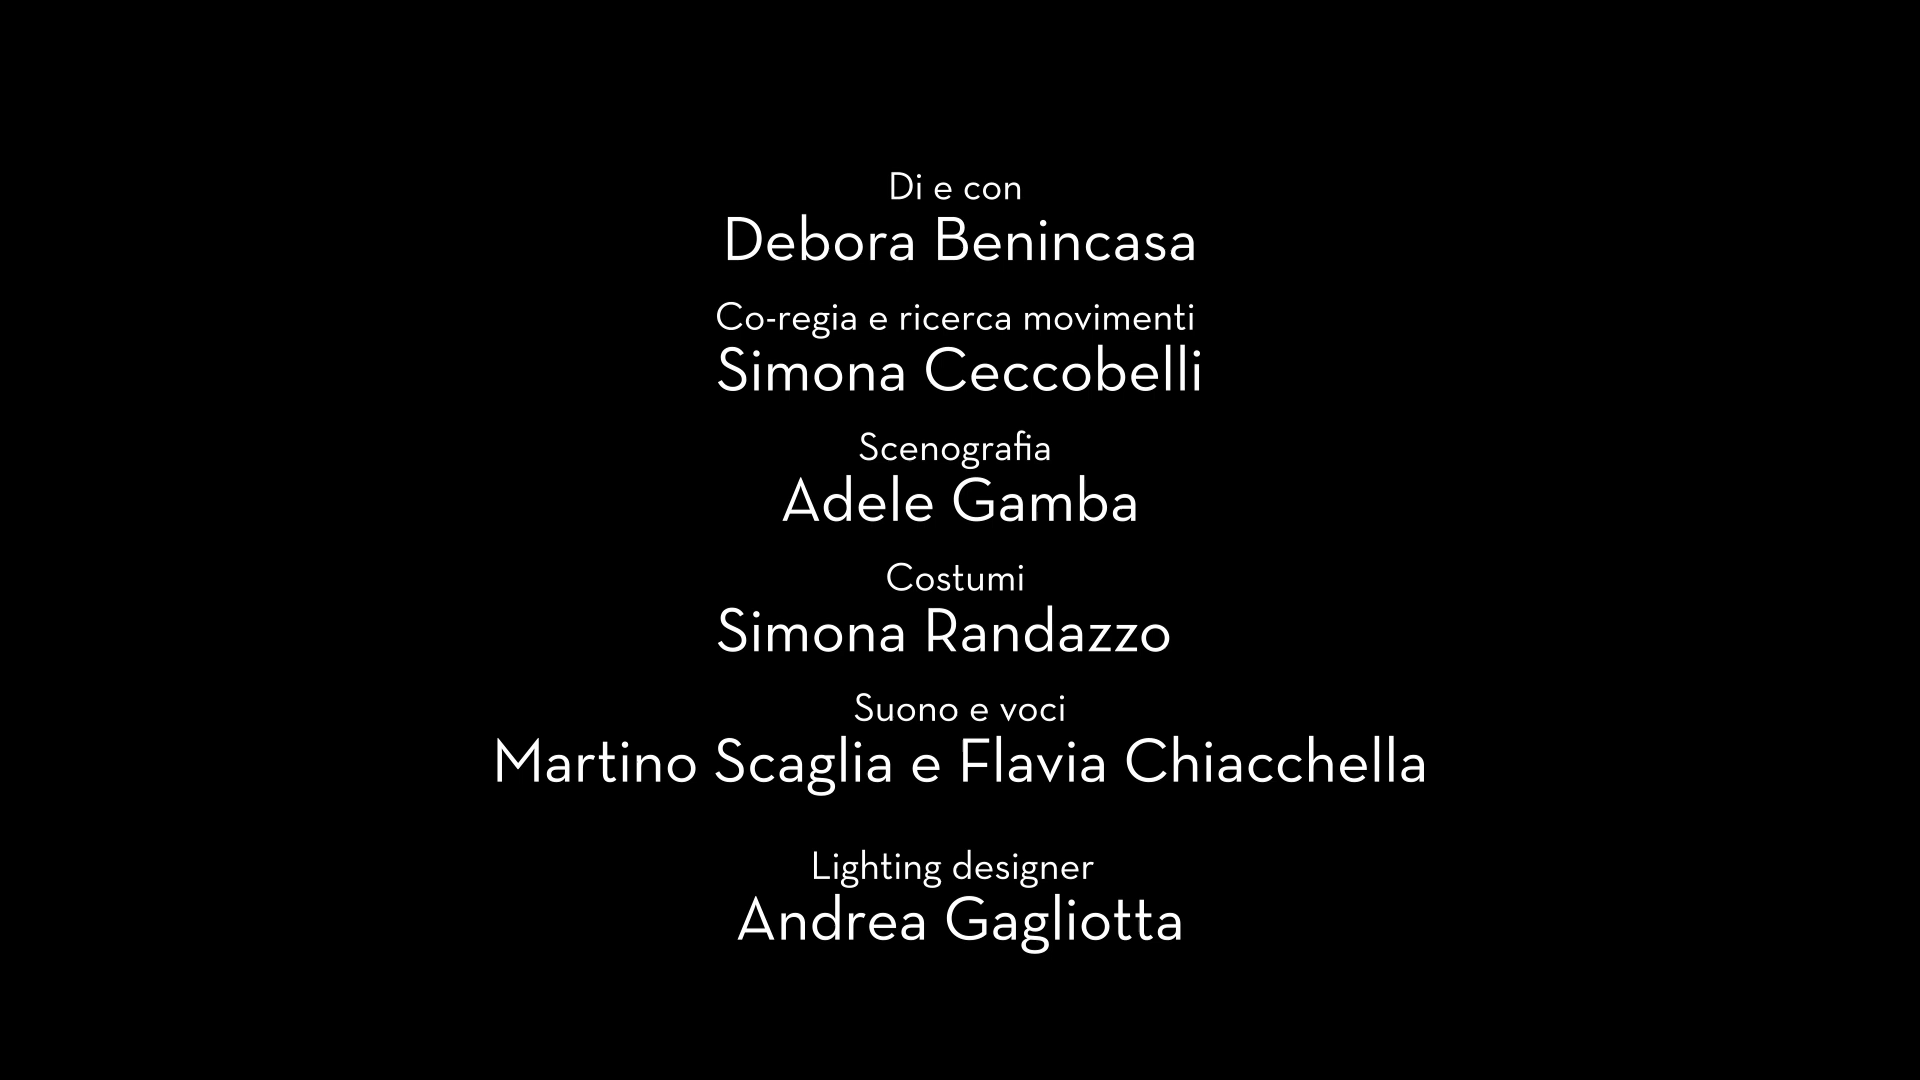 Di e con
Debora Benincasa
Co-regia e ricerca movimenti
Simona Ceccobelli
Scenografia
Adele Gamba
Costumi
Simona Randazzo
Suono e voci
Martino Scaglia e Flavia Chiacchella
Lighting designer
Andrea Gagliotta